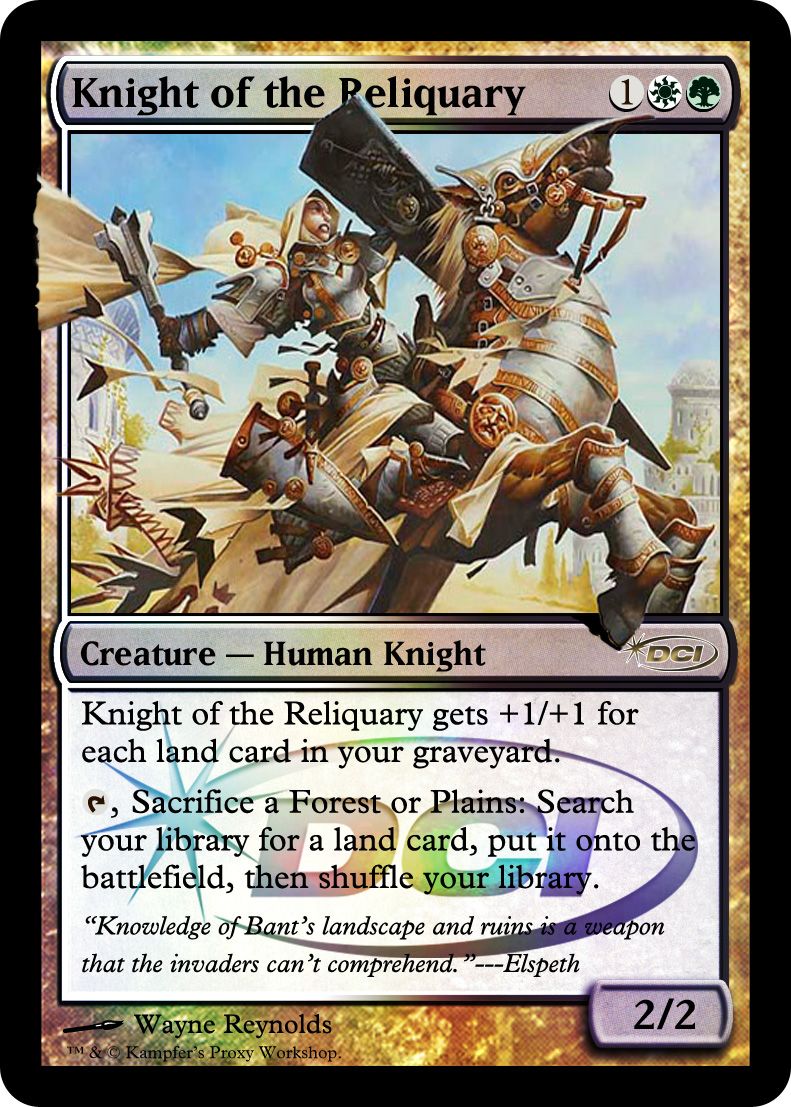 Knight of the Reliquary 1
Creature — Human Knight
DCI
Knight of the Reliquary gets +1/+1 for
each land card in your graveyard.
, Sacrifice a Forest or Plains: Search
your library for a land card, put it onto the
battlefield, then shuffle your library.
DCI
“Knowledge of Bant’s landscape and ruins is a weapon
that the invaders can’t comprehend.”---Elspeth
2/2
Wayne Reynolds
™ & © Kampfer’s Proxy Workshop.